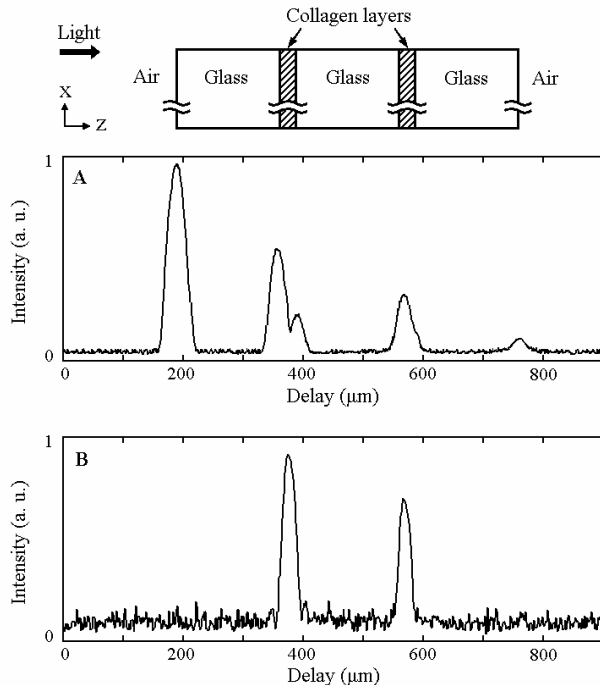 Collagen layers
Light
Air Glass Glass Glass Air
X
Z
1
A
Intensity (a. u.)
0
0 200 400 600 800
Delay (μm)
1
B
Intensity (a. u.)
0
0 200 400 600 800
Delay (μm)